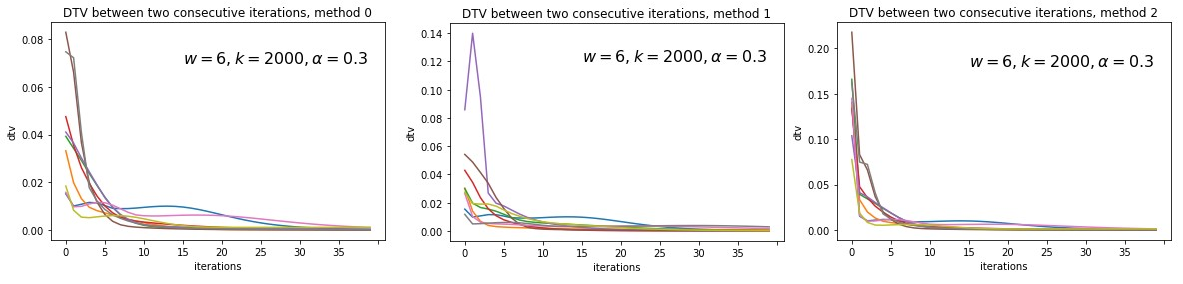 DTV between two consecutive iterations, method 0
w = 6, k = 2000, α = 0.3
dtv
0.08
0.06
0.04
0.02
0.00
0 5 10 15 20 25 30 35
iterations
DTV between two consecutive iterations, method 1
w = 6, k = 2000, α = 0.3
dtv
0.14
0.12
0.10
0.08
0.06
0.04
0.02
0.00
0 5 10 15 20 25 30 35
iterations
DTV between two consecutive iterations, method 2
w = 6, k = 2000, α = 0.3
dtv
0.20
0.15
0.10
0.05
0.00
0 5 10 15 20 25 30 35
iterations